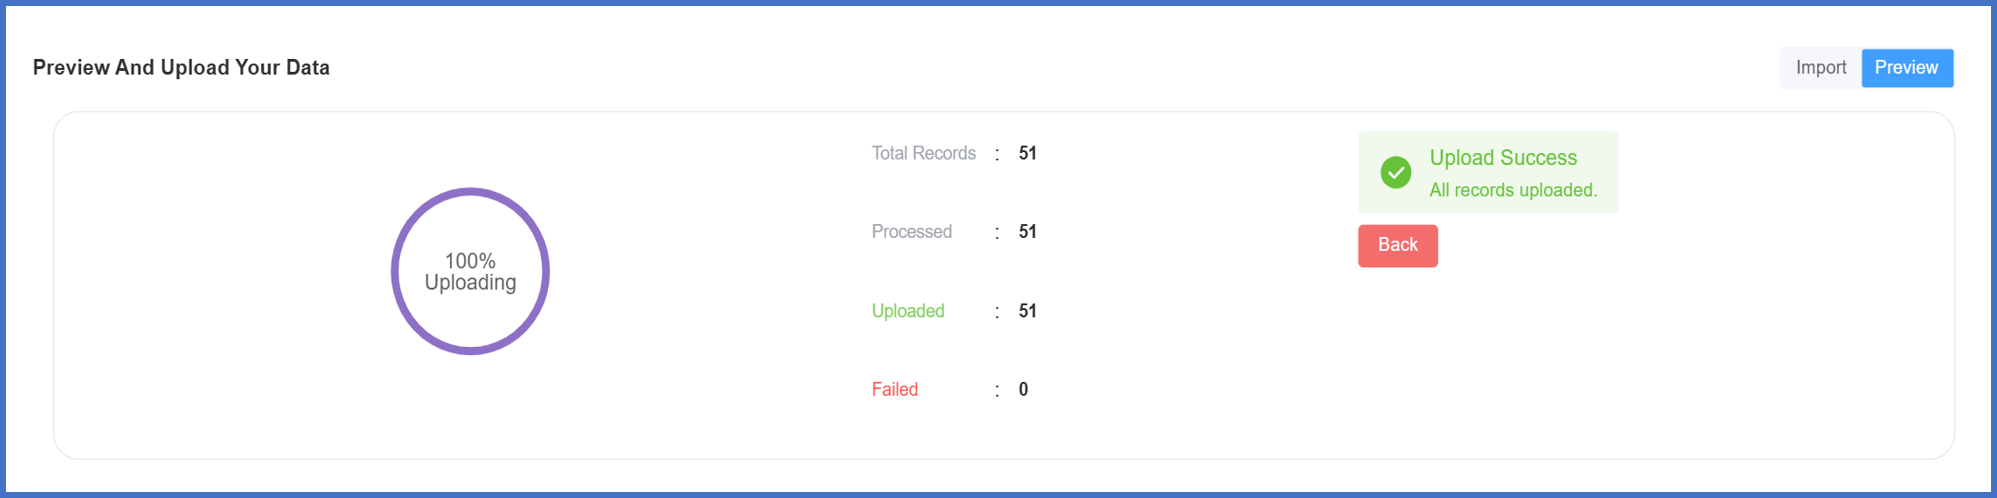 Preview And Upload Your Data
Import Preview
100%
Uploading
Total Records : 51
Processed : 51
Uploaded : 51
Failed : 0
Upload Success
All records uploaded.
Back